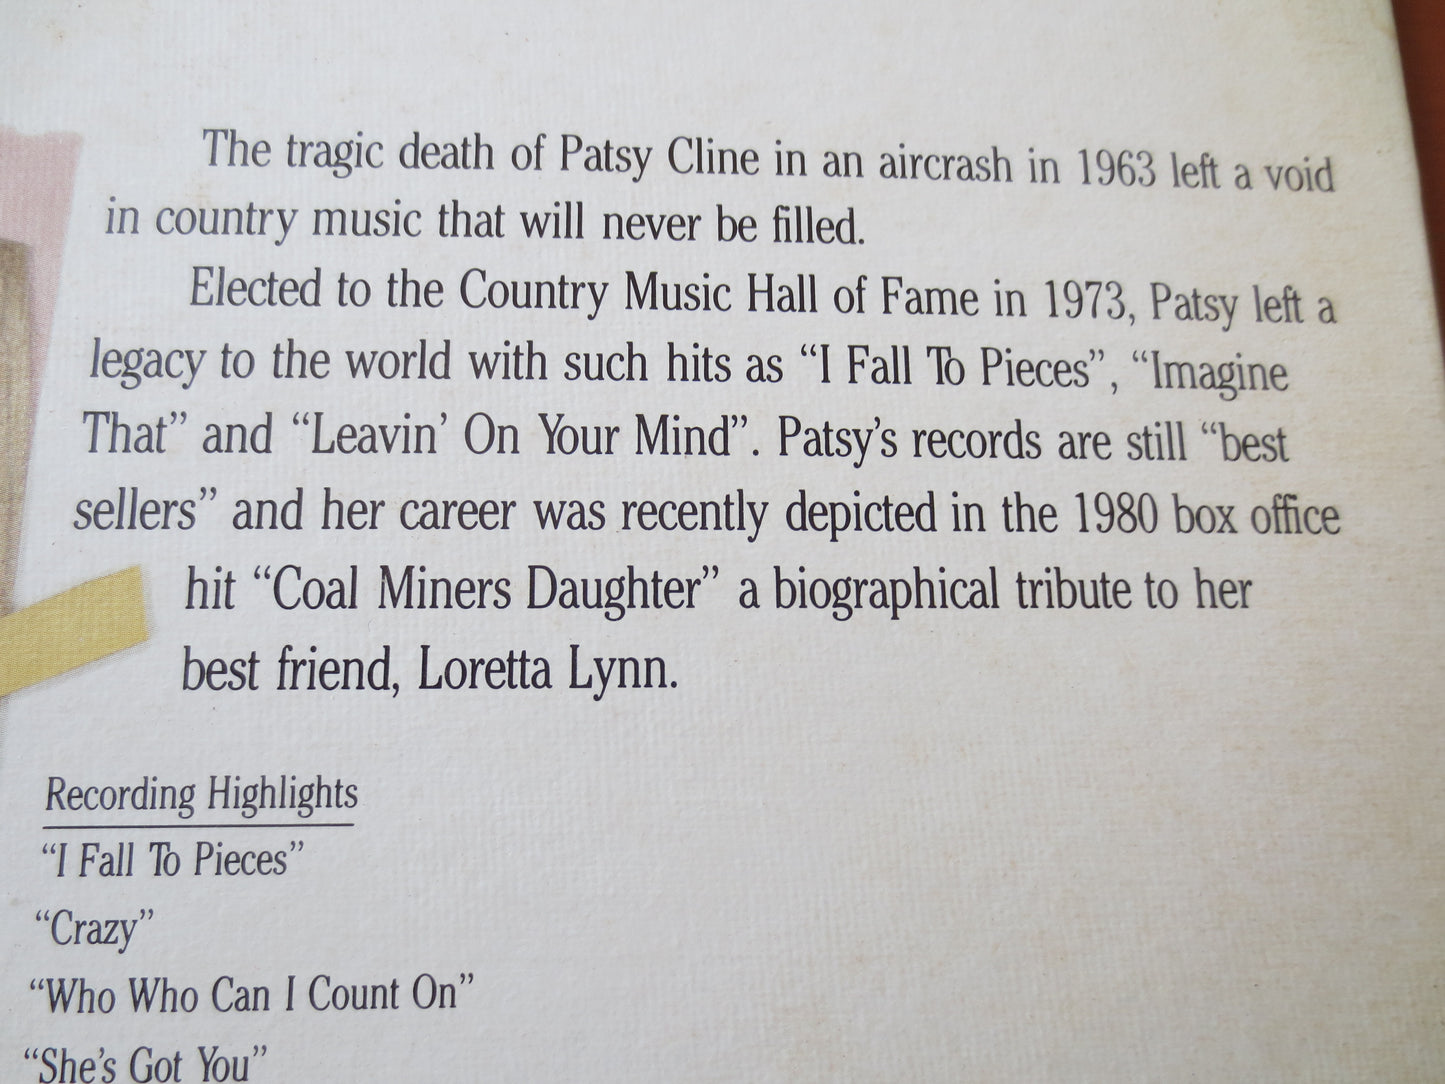 The tragic death of Patsy Cline in an aircrash in 1963 left a void
in country music that will never be filled.
Elected to the Country Music Hall of Fame in 1973, Patsy left a
legacy to the world with such hits as “I Fall To Pieces”, “Imagine
That” and “Leavin’ On Your Mind”. Patsy’s records are still “best
sellers” and her career was recently depicted in the 1980 box office
hit “Coal Miners Daughter” a biographical tribute to her
best friend, Loretta Lynn.
Recording Highlights
“I Fall To Pieces”
“Crazy”
“Who Who Can I Count On”
“She’s Got You”